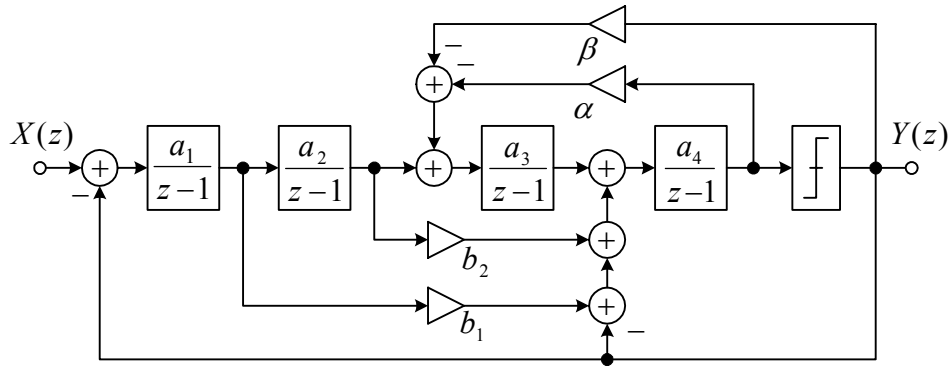 β
α
X(z)
Y(z)
a₁
z−1
a₂
z−1
a₃
z−1
a₄
z−1
+
+
+
+
+
+
−
−
−
−
b₂
b₁